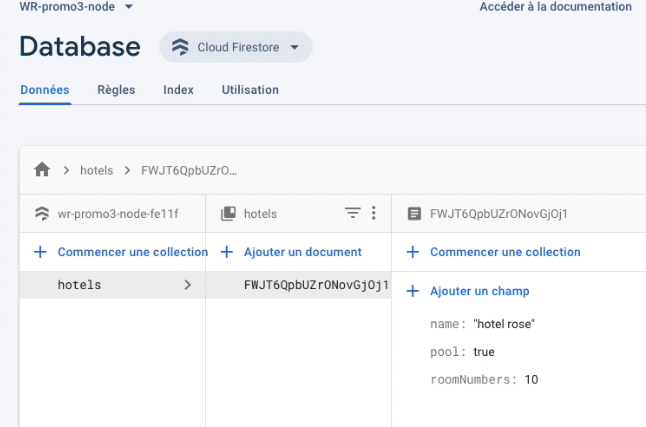 WR-promo3-node
Accéder à la documentation
Database
Cloud Firestore
Données Règles Index Utilisation
hotels FWJT6QpbUZrO...
wr-promo3-node-fe11f
hotels
FWJT6QpbUZrONovGjOj1
Commencer une collection
Ajouter un document
Commencer une collection
hotels
FWJT6QpbUZrONovGjOj1
Ajouter un champ
name: "hotel rose"
pool: true
roomNumbers: 10